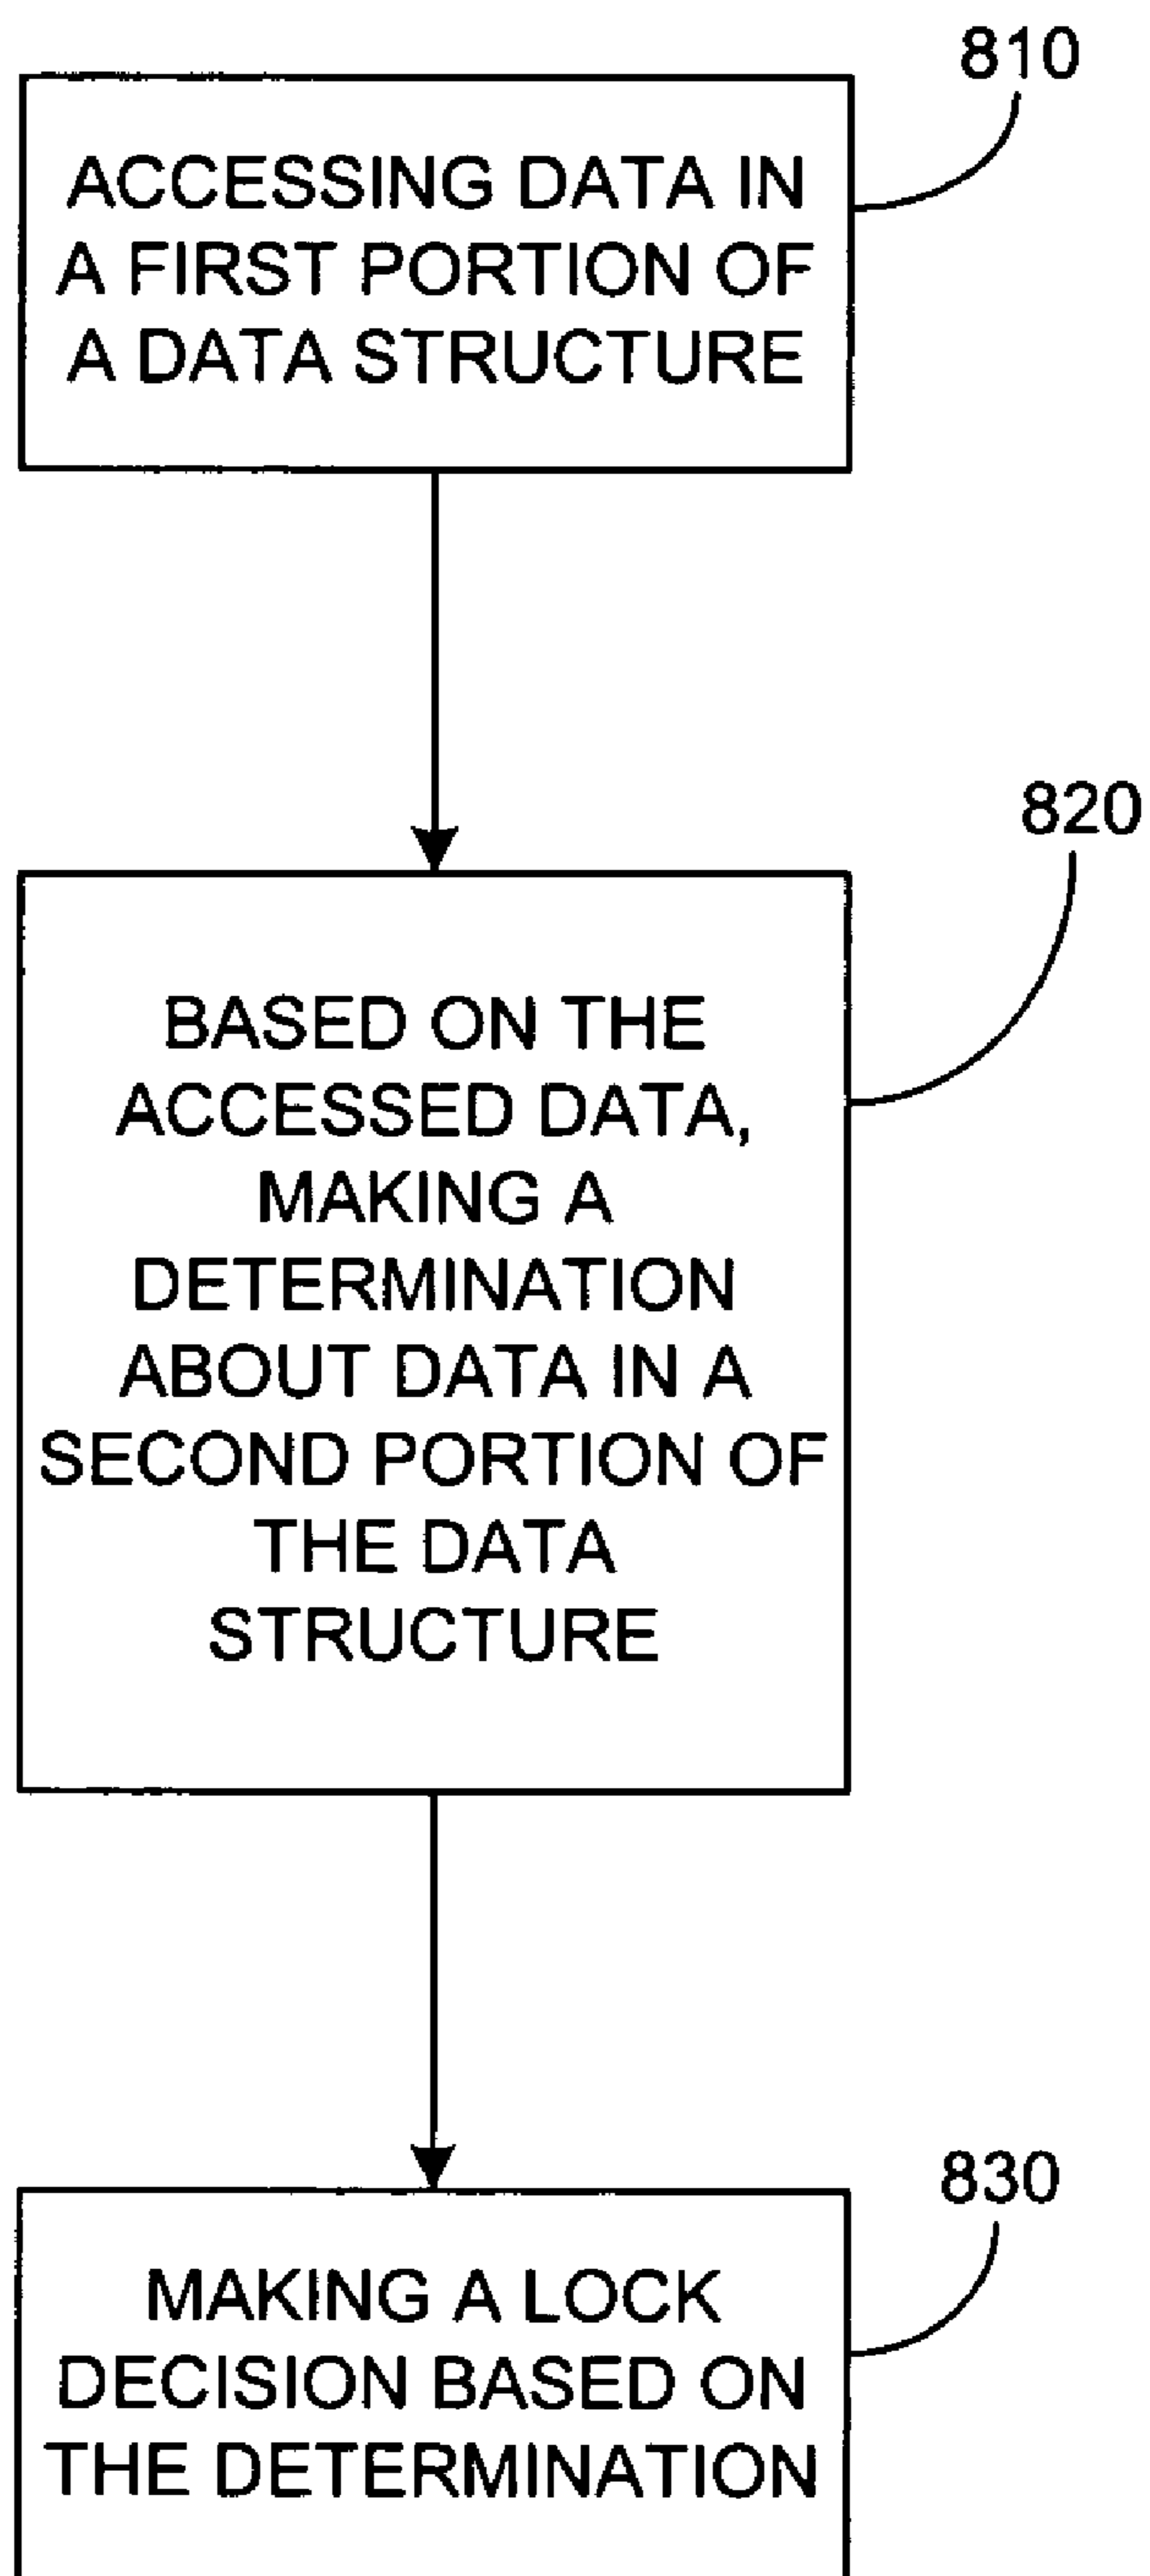 810
ACCESSING DATA IN
A FIRST PORTION OF
A DATA STRUCTURE
820
BASED ON THE
ACCESSED DATA,
MAKING A
DETERMINATION
ABOUT DATA IN A
SECOND PORTION OF
THE DATA
STRUCTURE
830
MAKING A LOCK
DECISION BASED ON
THE DETERMINATION